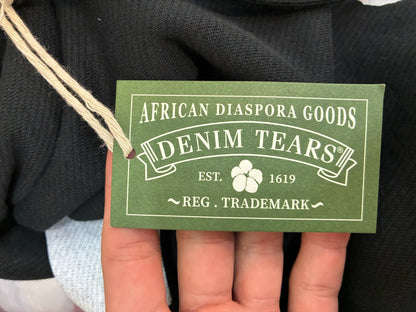 AFRICAN DIASPORA GOODS
DENIM TEARS®
EST. 1619
~REG. TRADEMARK~